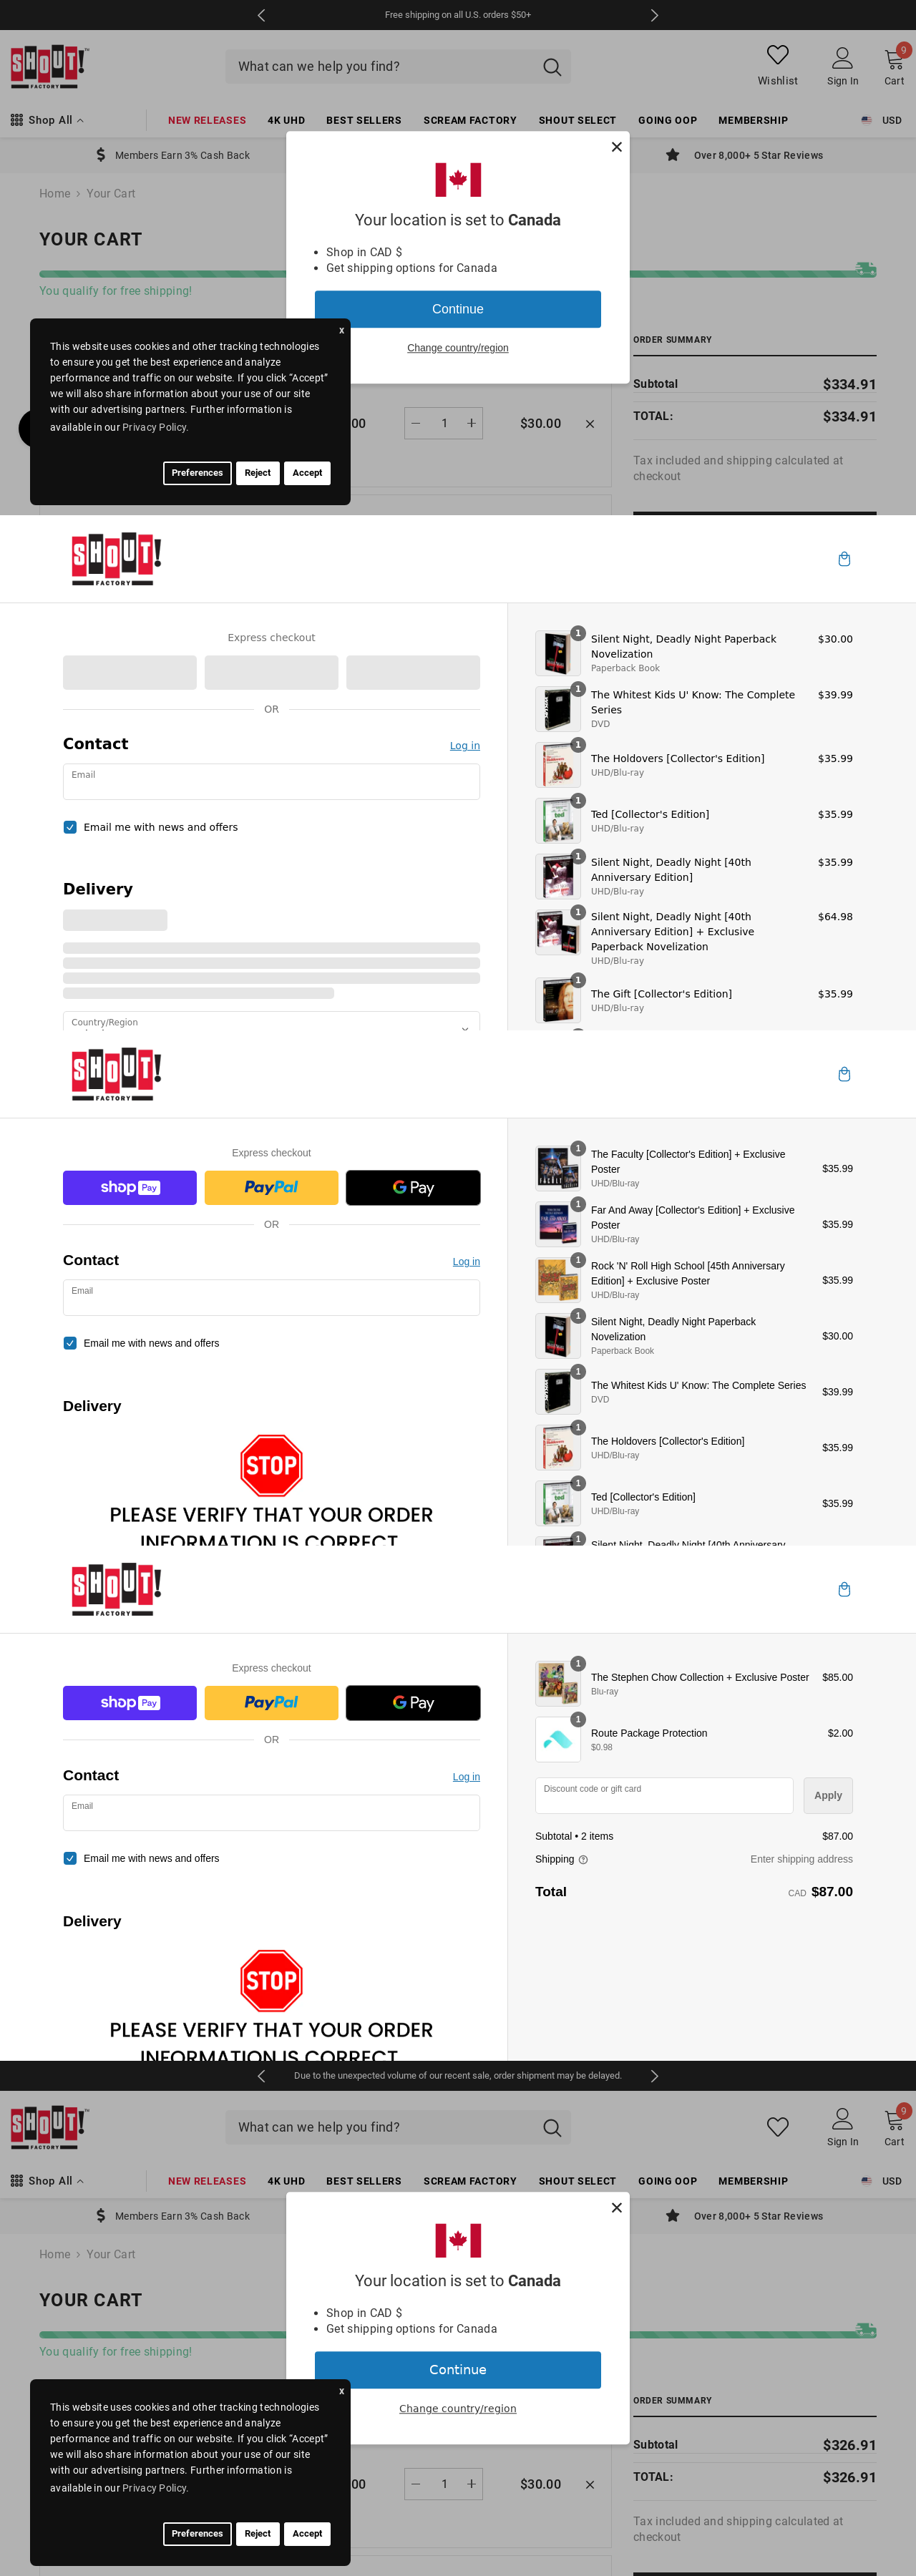 Free shipping on all U.S. orders $50+
SHOUT!
FACTORY
What can we help you find?
Wishlist
Sign In
9
Cart
Shop All
NEW RELEASES
4K UHD
BEST SELLERS
SCREAM FACTORY
SHOUT SELECT
GOING OOP
MEMBERSHIP
USD
Members Earn 3% Cash Back
Over 8,000+ 5 Star Reviews
Home > Your Cart
YOUR CART
You qualify for free shipping!
Your location is set to Canada
Shop in CAD $
Get shipping options for Canada
Continue
Change country/region
This website uses cookies and other tracking technologies
to ensure you get the best experience and analyze
performance and traffic on our website. If you click “Accept”
we will also share information about your use of our site
with our advertising partners. Further information is
available in our Privacy Policy.
x
Preferences
Reject
Accept
00
1
$30.00
ORDER SUMMARY
Subtotal $334.91
TOTAL: $334.91
Tax included and shipping calculated at
checkout
SHOUT!
FACTORY
Express checkout
OR
Contact
Log in
Email
Email me with news and offers
Delivery
Country/Region
1
Silent Night, Deadly Night Paperback
Novelization
Paperback Book
$30.00
1
The Whitest Kids U' Know: The Complete
Series
DVD
$39.99
1
The Holdovers [Collector's Edition]
UHD/Blu-ray
$35.99
1
Ted [Collector's Edition]
UHD/Blu-ray
$35.99
1
Silent Night, Deadly Night [40th
Anniversary Edition]
UHD/Blu-ray
$35.99
1
Silent Night, Deadly Night [40th
Anniversary Edition] + Exclusive
Paperback Novelization
UHD/Blu-ray
$64.98
1
The Gift [Collector's Edition]
UHD/Blu-ray
$35.99
SHOUT!
FACTORY
Express checkout
shop Pay
PayPal
G Pay
OR
Contact
Log in
Email
Email me with news and offers
Delivery
STOP
PLEASE VERIFY THAT YOUR ORDER
INFORMATION IS CORRECT
1
The Faculty [Collector's Edition] + Exclusive
Poster
UHD/Blu-ray
$35.99
1
Far And Away [Collector's Edition] + Exclusive
Poster
UHD/Blu-ray
$35.99
1
Rock 'N' Roll High School [45th Anniversary
Edition] + Exclusive Poster
UHD/Blu-ray
$35.99
1
Silent Night, Deadly Night Paperback
Novelization
Paperback Book
$30.00
1
The Whitest Kids U' Know: The Complete Series
DVD
$39.99
1
The Holdovers [Collector's Edition]
UHD/Blu-ray
$35.99
1
Ted [Collector's Edition]
UHD/Blu-ray
$35.99
1
Silent Night, Deadly Night [40th Anniversary
SHOUT!
FACTORY
Express checkout
shop Pay
PayPal
G Pay
OR
Contact
Log in
Email
Email me with news and offers
Delivery
STOP
PLEASE VERIFY THAT YOUR ORDER
INFORMATION IS CORRECT
1
The Stephen Chow Collection + Exclusive Poster
Blu-ray
$85.00
1
Route Package Protection
$0.98
$2.00
Discount code or gift card
Apply
Subtotal • 2 items $87.00
Shipping Enter shipping address
Total CAD $87.00
Due to the unexpected volume of our recent sale, order shipment may be delayed.
SHOUT!
FACTORY
What can we help you find?
Sign In
9
Cart
Shop All
NEW RELEASES
4K UHD
BEST SELLERS
SCREAM FACTORY
SHOUT SELECT
GOING OOP
MEMBERSHIP
USD
Members Earn 3% Cash Back
Over 8,000+ 5 Star Reviews
Home > Your Cart
YOUR CART
You qualify for free shipping!
Your location is set to Canada
Shop in CAD $
Get shipping options for Canada
Continue
Change country/region
This website uses cookies and other tracking technologies
to ensure you get the best experience and analyze
performance and traffic on our website. If you click “Accept”
we will also share information about your use of our site
with our advertising partners. Further information is
available in our Privacy Policy.
x
Preferences
Reject
Accept
00
1
$30.00
ORDER SUMMARY
Subtotal $326.91
TOTAL: $326.91
Tax included and shipping calculated at
checkout